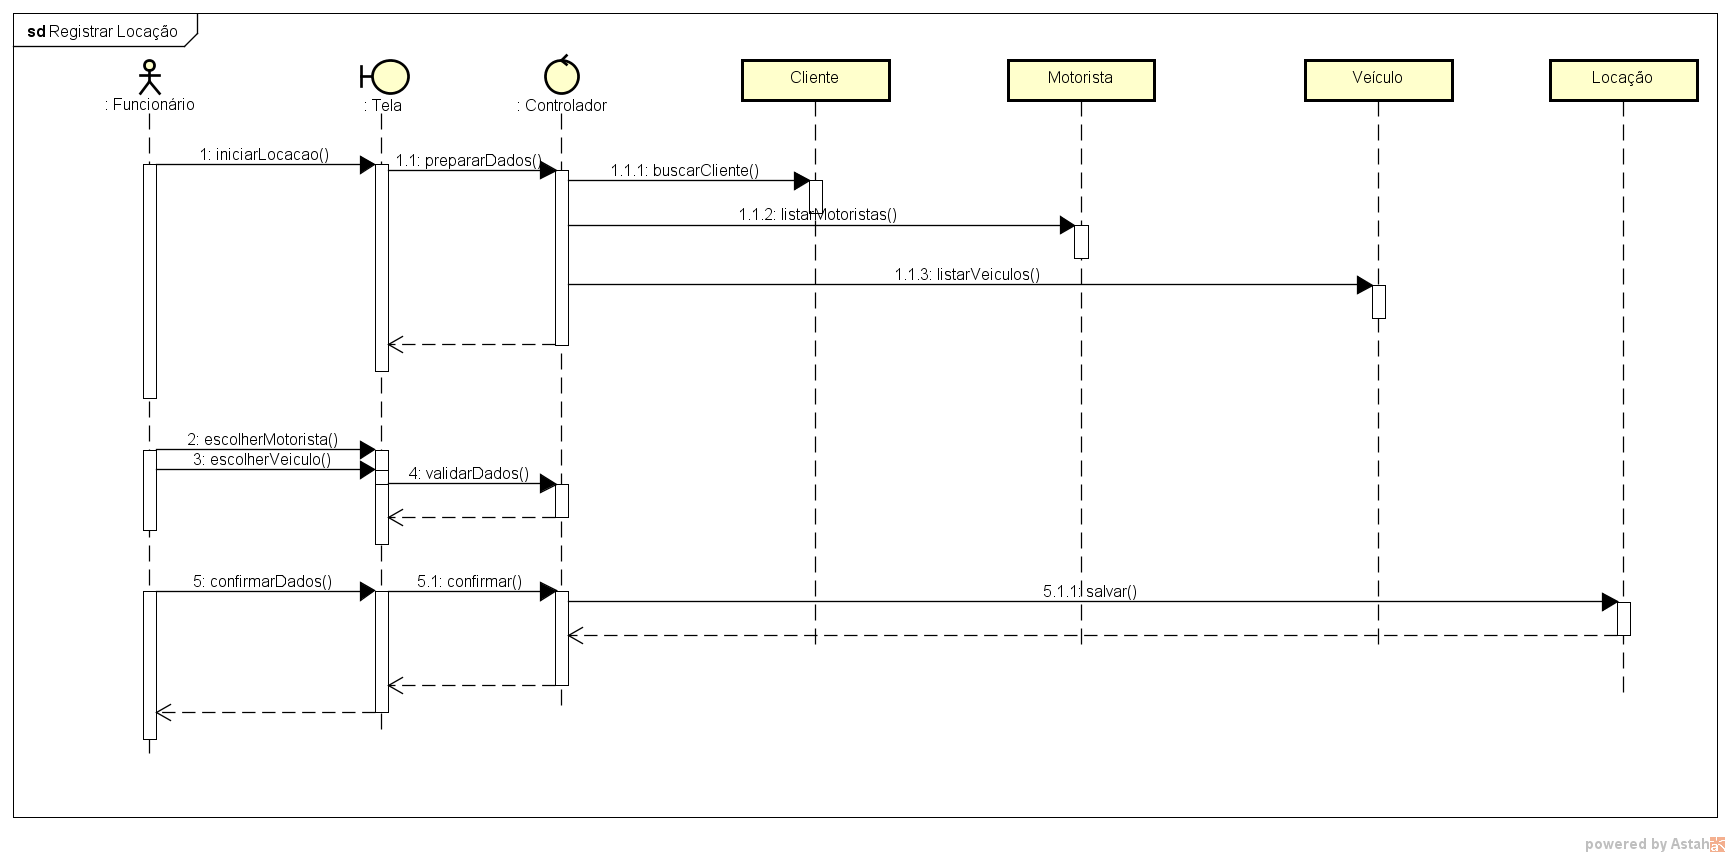 sd Registrar Locação
: Funcionário
: Tela
: Controlador
Cliente
Motorista
Veículo
Locação
1: iniciarLocacao()
1.1: prepararDados()
1.1.1: buscarCliente()
1.1.2: listarMotoristas()
1.1.3: listarVeiculos()
2: escolherMotorista()
3: escolherVeiculo()
4: validarDados()
5: confirmarDados()
5.1: confirmar()
5.1.1: salvar()
powered by Astah